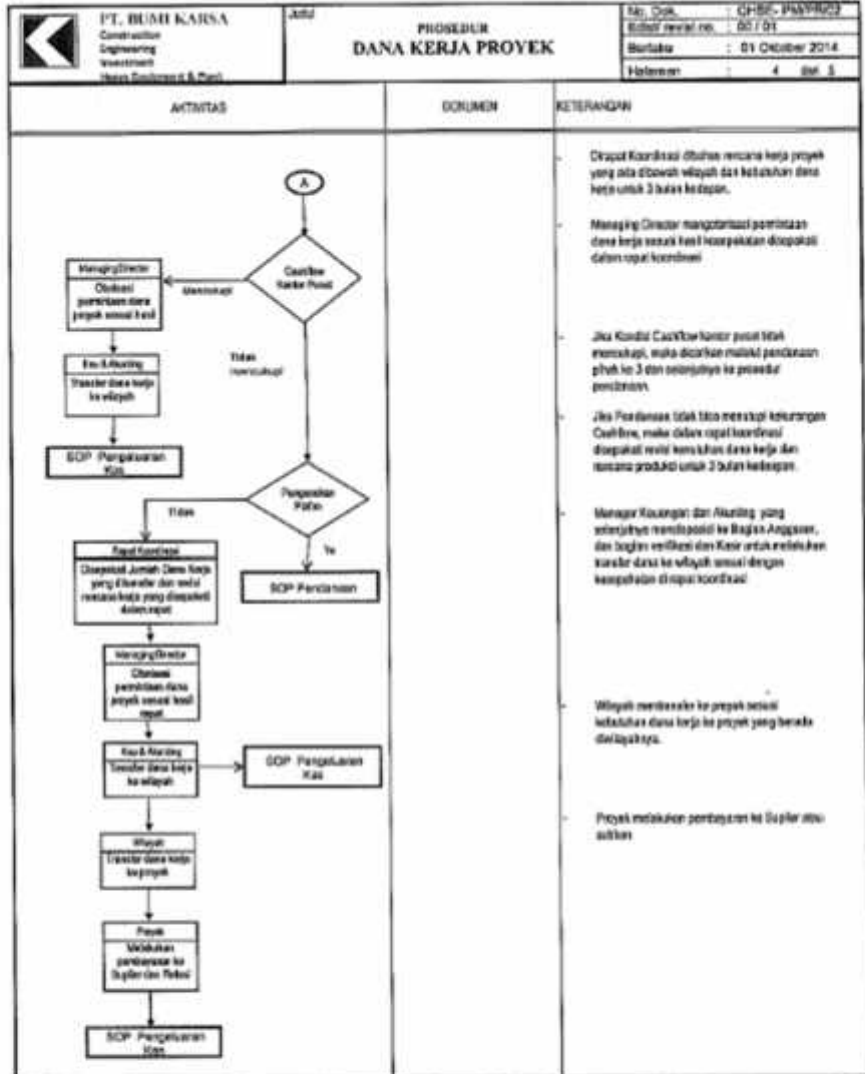 PT. BUMI KARSA
Construction
Engineering
Investment
Heavy Equipment & Plant
Judul
PROSEDUR
DANA KERJA PROYEK
No. Dok. : QHSE-
Edisi/ revisi no. : 00 / 01
Berlaku : 01 Oktober 2014
Halaman : 4 dari 5
AKTIVITAS
DOKUMEN
KETERANGAN
A
Cashflow
Kantor Pusat
Mencukupi
Tidak
mencukupi
Managing Director
Otorisasi
permintaan dana
proyek sesuai hasil
Keu & Akunting
Transfer dana kerja
ke wilayah
SOP Pengeluaran
Kas
Pengesahan
Tidak
Ya
SOP Pendanaan
Rapat Koordinasi
Disepakati Jumlah Dana Kerja
yang ditransfer dan revisi
rencana kerja yang disepakati
dalam rapat
Managing Director
Otorisasi
permintaan dana
proyek sesuai hasil
rapat
Keu & Akunting
Transfer dana kerja
ke wilayah
SOP Pengeluaran
Kas
Wilayah
Transfer dana kerja
ke proyek
Proyek
Melakukan
pembayaran ke
Suplier dan
SOP Pengeluaran
Kas
- Dirapat Koordinasi dibahas rencana kerja proyek
yang ada dibawah wilayah dan kebutuhan dana
kerja untuk 3 bulan kedepan.
- Managing Director mengotorisasi permintaan
dana kerja sesuai hasil kesepakatan disepakati
dalam rapat koordinasi
- Jika Kondisi Cashflow kantor pusat tidak
mencukupi, maka dicarikan melalui pendanaan
pihak ke 3 dan selanjutnya ke prosedur
pendanaan.
- Jika Pendanaan tidak bisa menutupi kekurangan
Cashflow, maka dalam rapat koordinasi
disepakati revisi kebutuhan dana kerja dan
rencana produksi untuk 3 bulan kedepan.
- Manager Keuangan dan Akunting yang
selanjutnya mendisposisi ke Bagian Anggaran,
dan bagian verifikasi dan Kasir untuk melakukan
transfer dana ke wilayah sesuai dengan
kesepakatan di rapat koordinasi
- Wilayah mentransfer ke proyek sesuai
kebutuhan dana kerja ke proyek yang berada
diwilayahnya.
- Proyek melakukan pembayaran ke Suplier atau
subkon